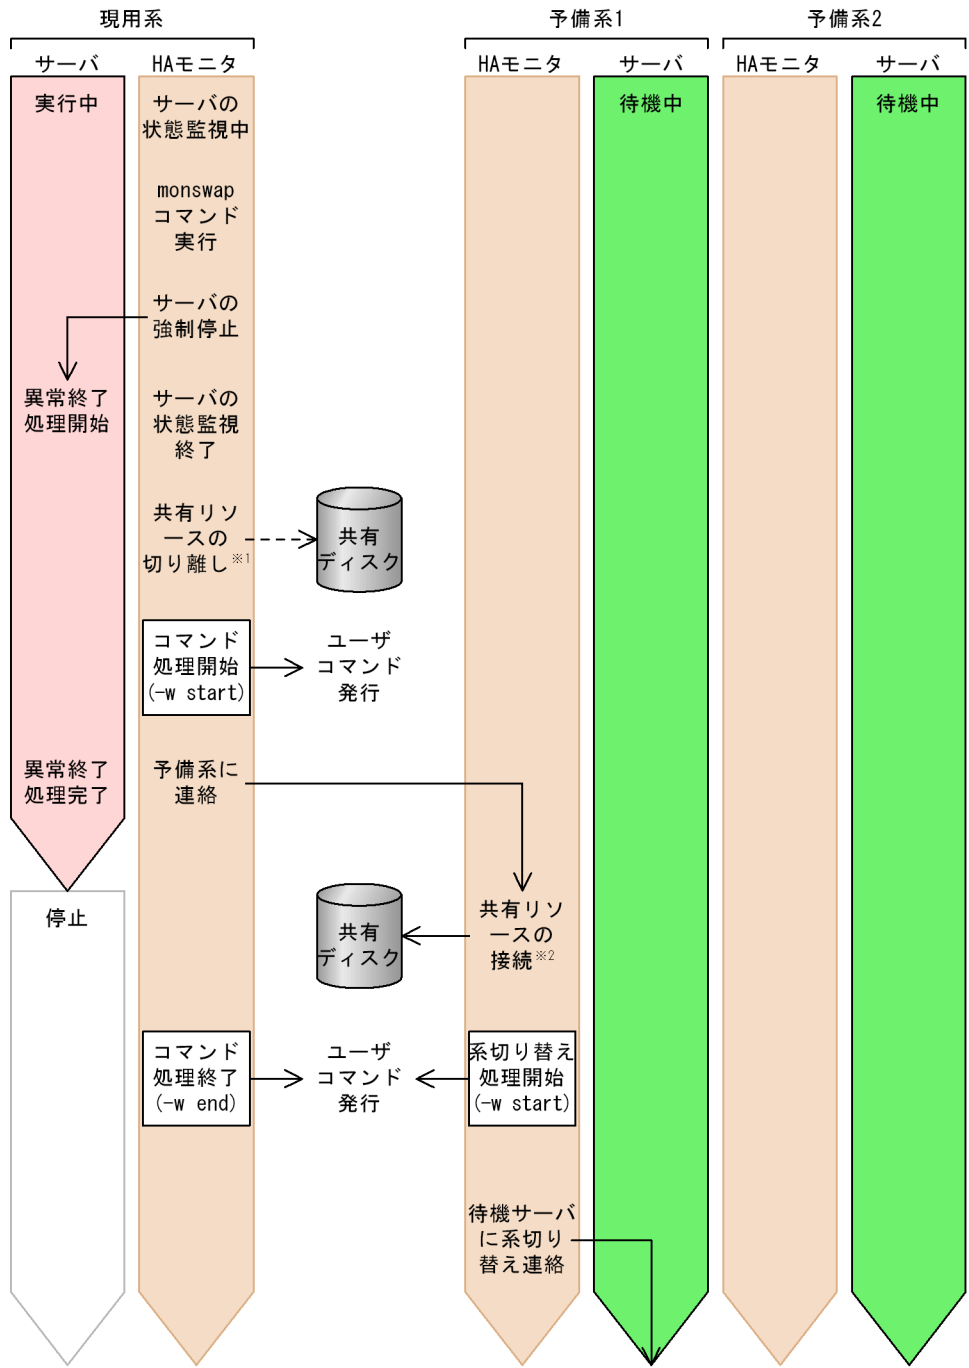 現用系
予備系1
予備系2
サーバ
HAモニタ
HAモニタ
サーバ
HAモニタ
サーバ
実行中
サーバの
状態監視中
待機中
待機中
monswap
コマンド
実行
サーバの
強制停止
異常終了
処理開始
サーバの
状態監視
終了
共有リソ
ースの
切り離し※1
共有
ディスク
コマンド
処理開始
(-w start)
ユーザ
コマンド
発行
異常終了
処理完了
予備系に
連絡
停止
共有
ディスク
共有リソ
ースの
接続※2
コマンド
処理終了
(-w end)
ユーザ
コマンド
発行
系切り替え
処理開始
(-w start)
待機サーバ
に系切り
替え連絡